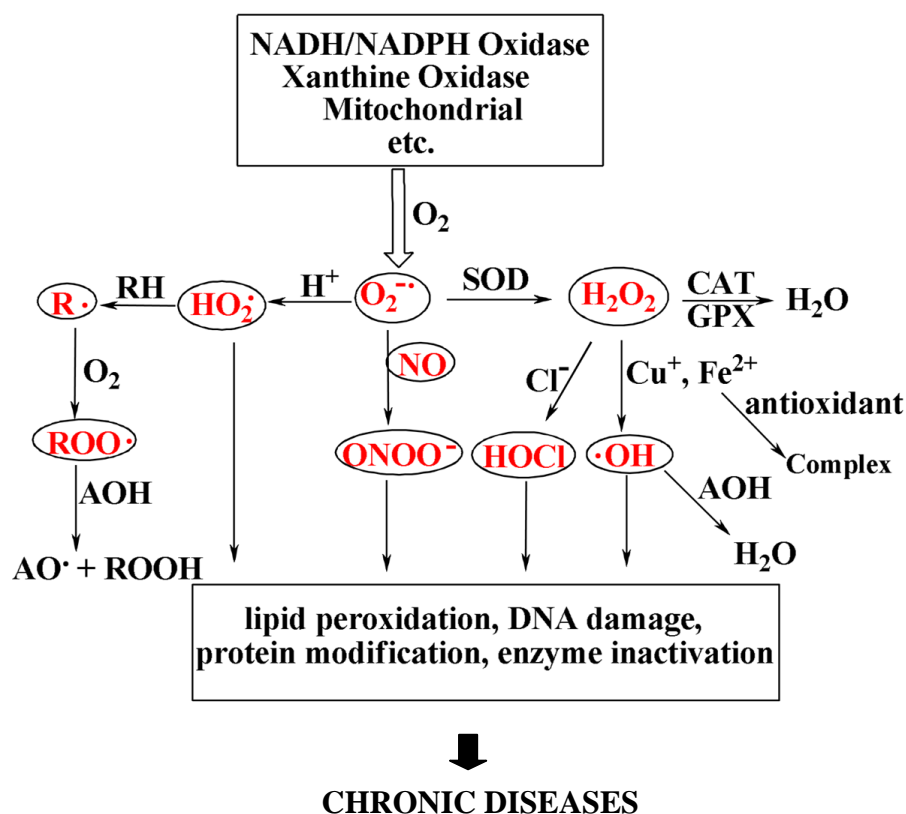 NADH/NADPH Oxidase
Xanthine Oxidase
Mitochondrial
etc.
O₂
R· RH HO₂· H⁺ O₂⁻· SOD H₂O₂ CAT H₂O
GPX
O₂ NO Cl⁻ Cu⁺, Fe²⁺
antioxidant
ROO· ONOO⁻ HOCl ·OH Complex
AOH AOH
AO· + ROOH H₂O
lipid peroxidation, DNA damage,
protein modification, enzyme inactivation
CHRONIC DISEASES